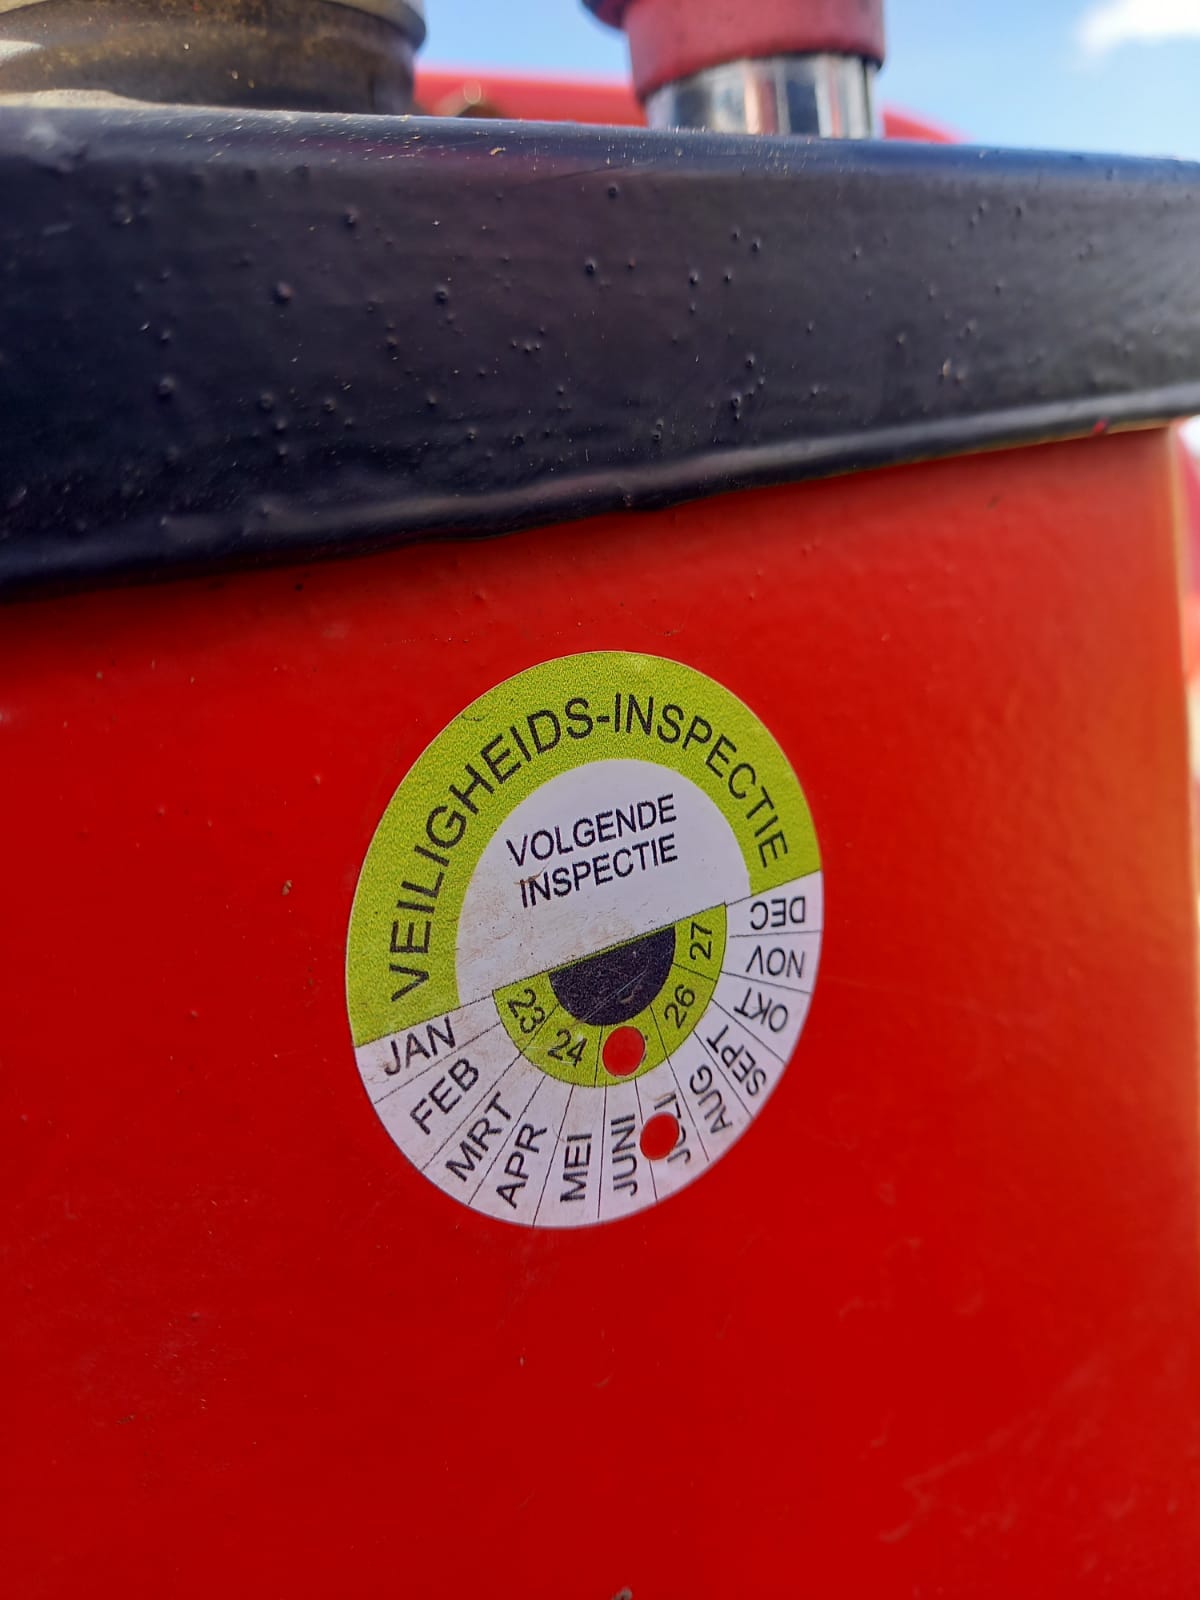 VEILIGHEIDS-INSPECTIE
VOLGENDE
INSPECTIE
23
24
26
27
JAN
FEB
MRT
APR
MEI
JUNI
AUG
SEPT
OKT
NOV
DEC